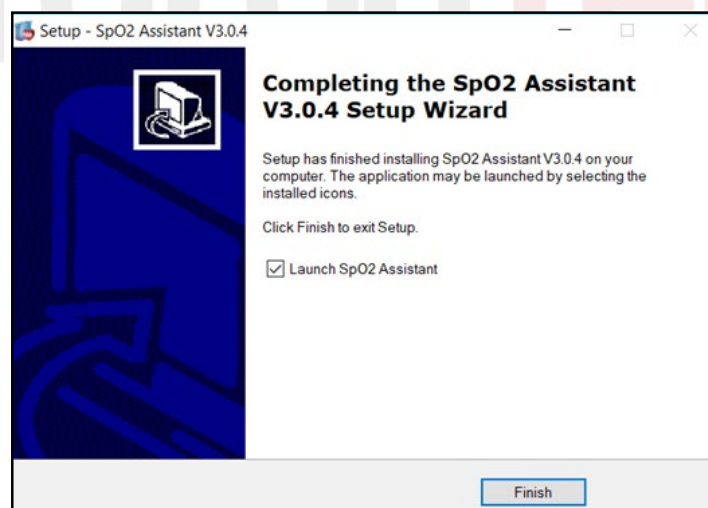 Setup - SpO2 Assistant V3.0.4
Completing the SpO2 Assistant
V3.0.4 Setup Wizard
Setup has finished installing SpO2 Assistant V3.0.4 on your
computer. The application may be launched by selecting the
installed icons.
Click Finish to exit Setup.
Launch SpO2 Assistant
Finish